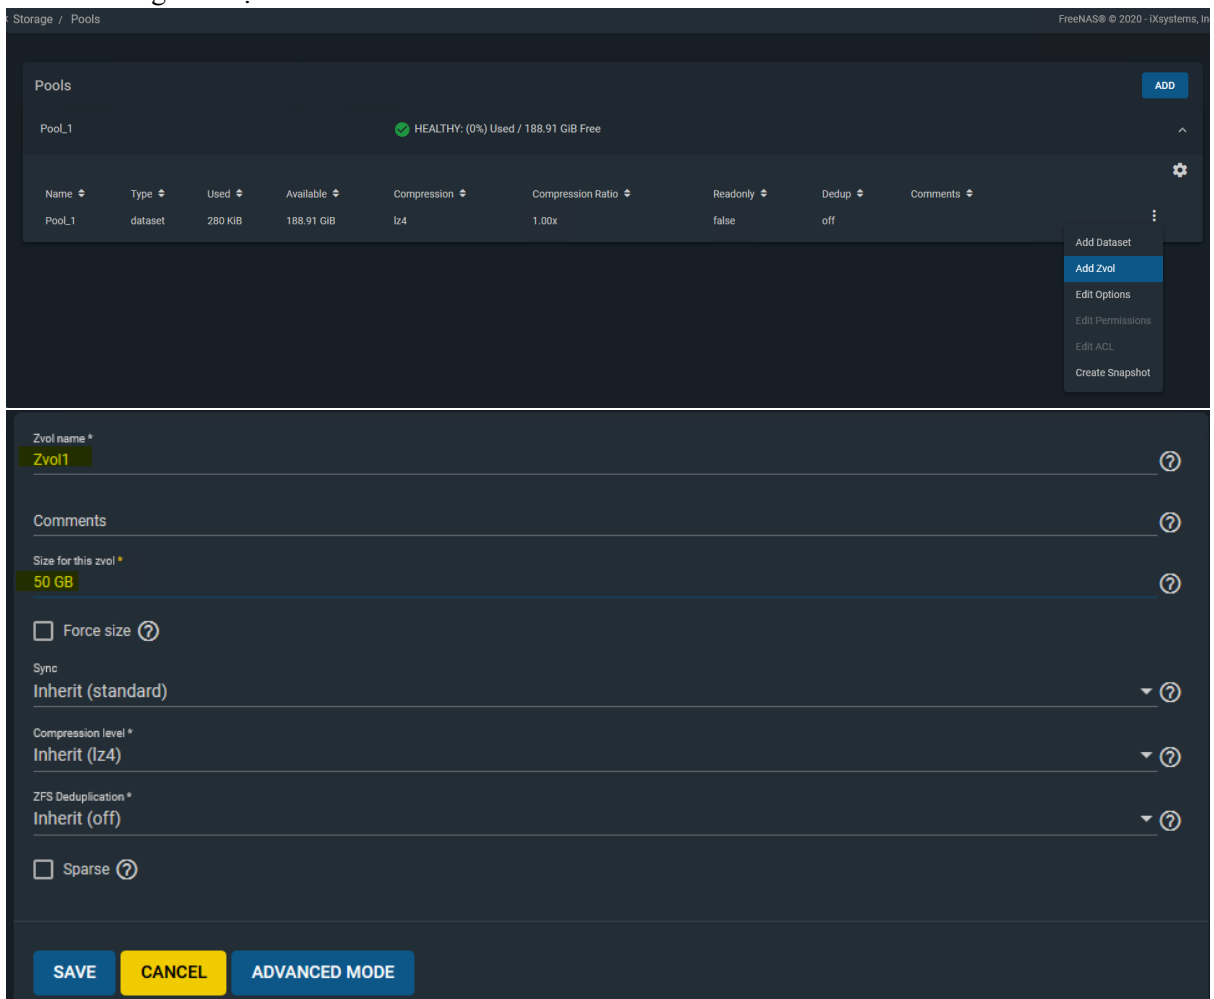 Storage / Pools
FreeNAS® © 2020 - iXsystems, In
Pools
ADD
Pool_1
HEALTHY: (0%) Used / 188.91 GiB Free
Name Type Used Available Compression Compression Ratio Readonly Dedup Comments
Pool_1 dataset 280 KiB 188.91 GiB lz4 1.00x false off
Add Dataset
Add Zvol
Edit Options
Edit Permissions
Edit ACL
Create Snapshot
Zvol name *
Zvol1
Comments
Size for this zvol *
50 GB
Force size
Sync
Inherit (standard)
Compression level *
Inherit (lz4)
ZFS Deduplication *
Inherit (off)
Sparse
SAVE CANCEL ADVANCED MODE